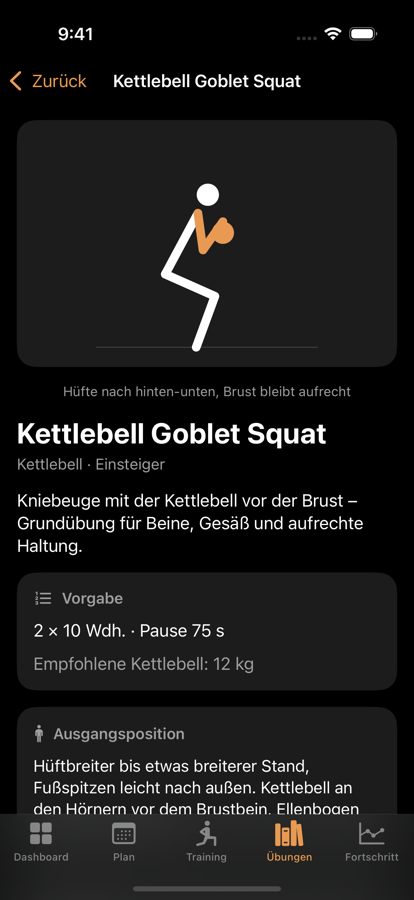 9:41
Zurück
Kettlebell Goblet Squat
Hüfte nach hinten-unten, Brust bleibt aufrecht
Kettlebell Goblet Squat
Kettlebell · Einsteiger
Kniebeuge mit der Kettlebell vor der Brust –
Grundübung für Beine, Gesäß und aufrechte
Haltung.
Vorgabe
2 × 10 Wdh. · Pause 75 s
Empfohlene Kettlebell: 12 kg
Ausgangsposition
Hüftbreiter bis etwas breiterer Stand,
Fußspitzen leicht nach außen. Kettlebell an
den Hörnern vor dem Brustbein, Ellenbogen
Dashboard
Plan
Training
Übungen
Fortschritt